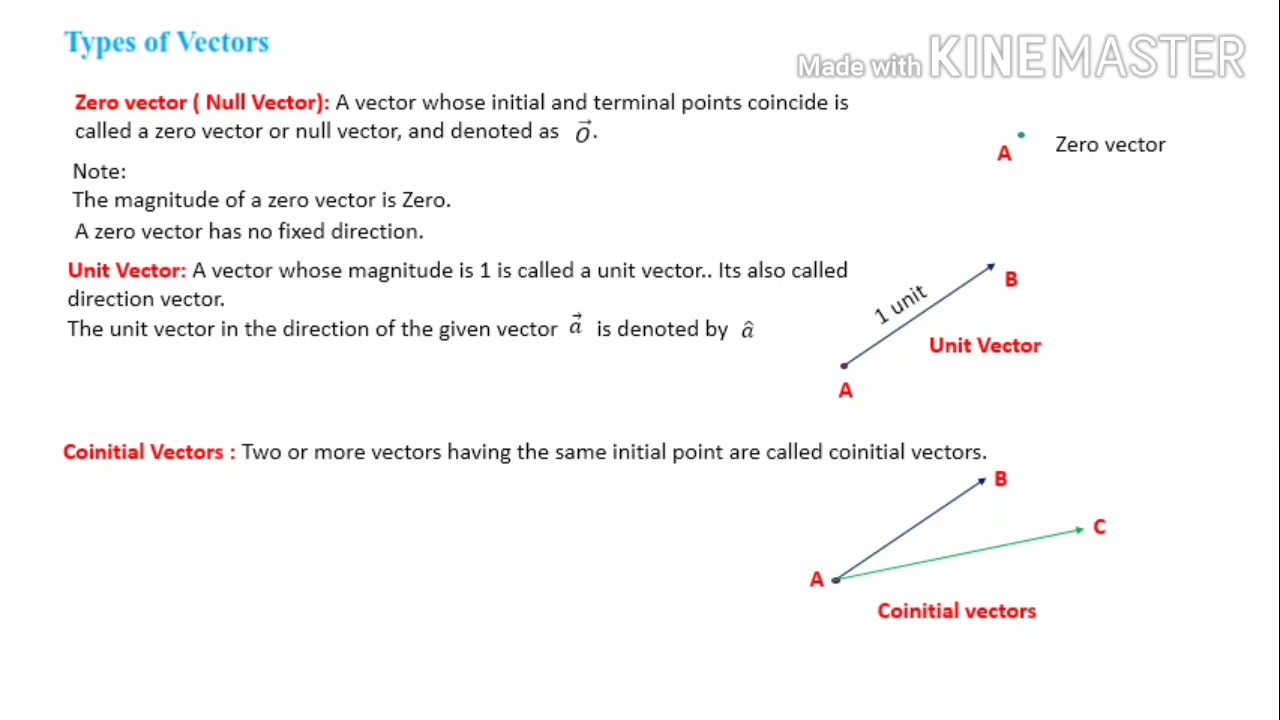 Types of Vectors
Made with KINEMASTER
Zero vector ( Null Vector): A vector whose initial and terminal points coincide is
called a zero vector or null vector, and denoted as $\vec{o}$.
A
Zero vector
Note:
The magnitude of a zero vector is Zero.
A zero vector has no fixed direction.
Unit Vector: A vector whose magnitude is 1 is called a unit vector.. Its also called
direction vector.
The unit vector in the direction of the given vector $\vec{a}$ is denoted by $\hat{a}$
B
1 unit
Unit Vector
A
Coinitial Vectors : Two or more vectors having the same initial point are called coinitial vectors.
B
C
A
Coinitial vectors